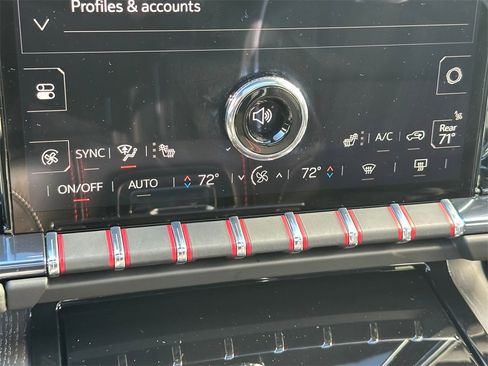 Profiles & accounts
Rear
71°
SYNC
A/C
ON/OFF
AUTO
72°
72°